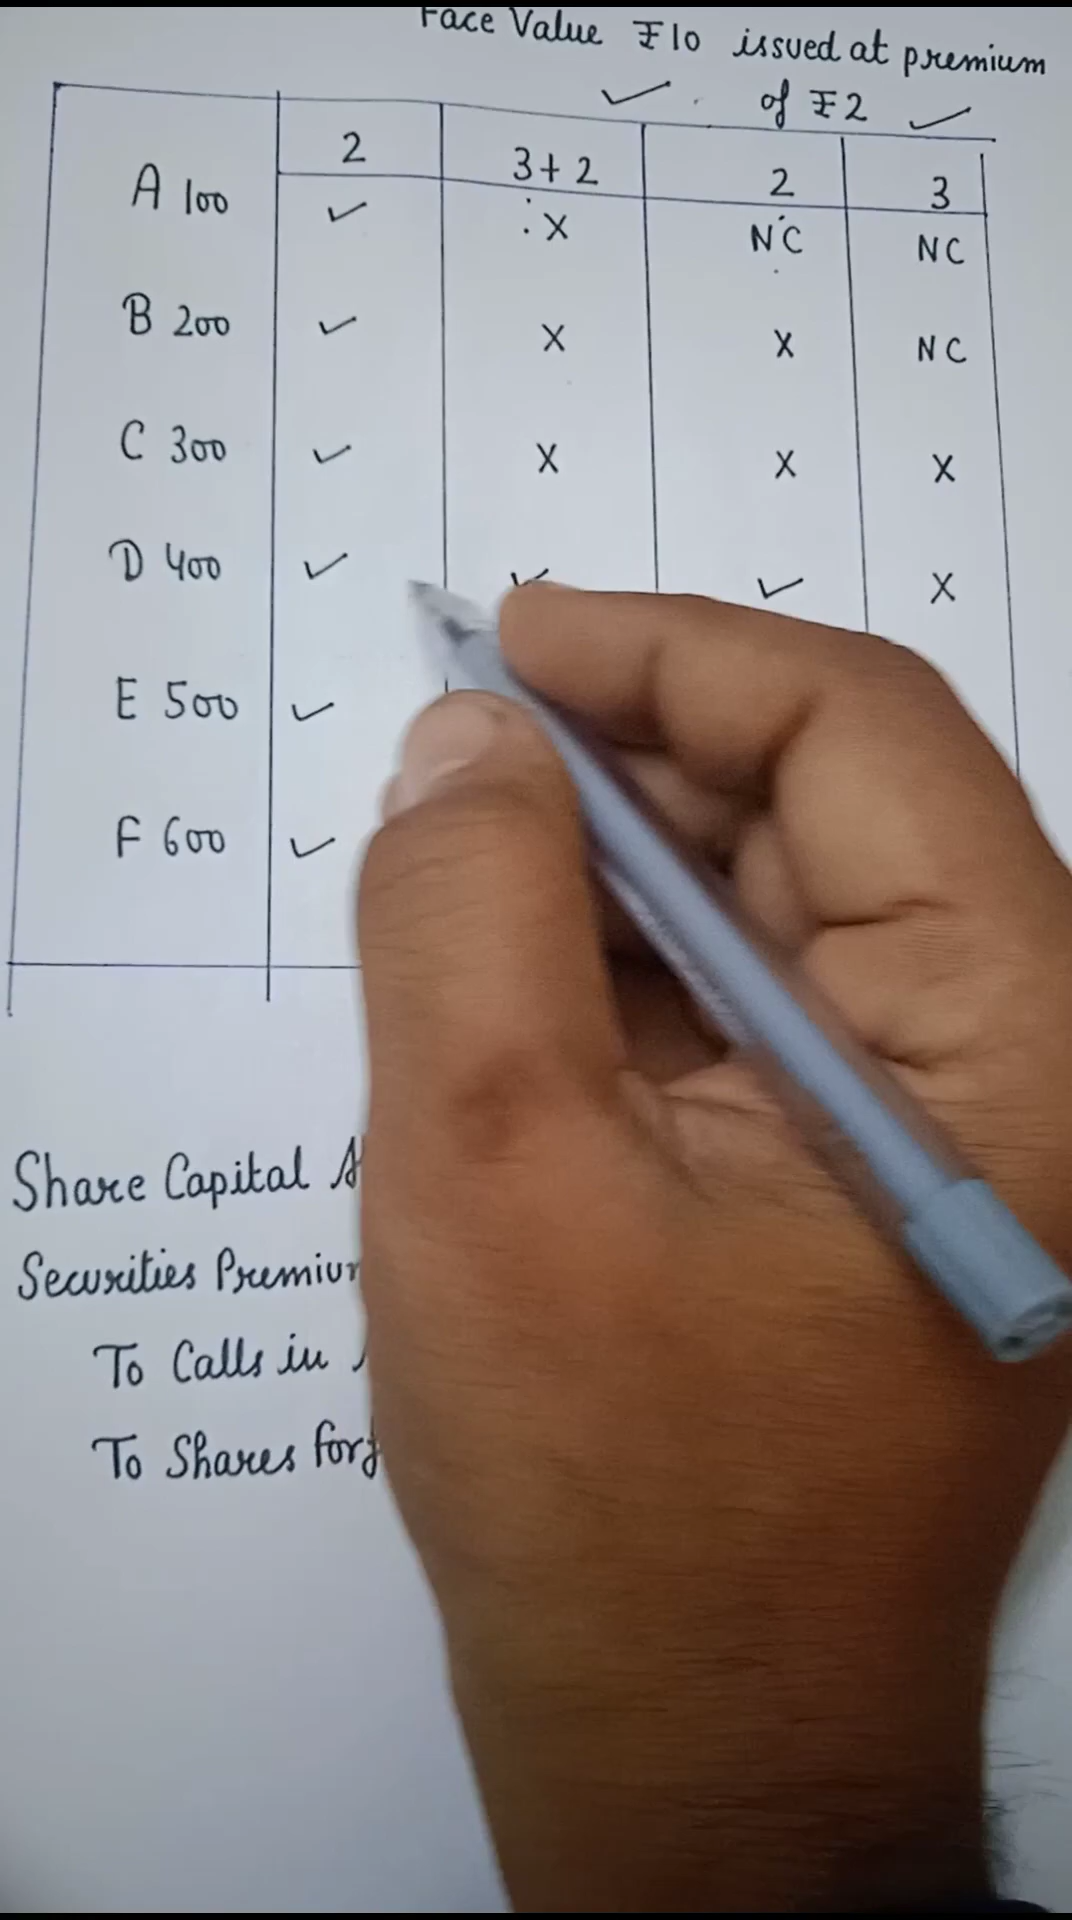 Face Value ₹10 issued at premium
of ₹2
2 3+2 2 3
A 100 ✓ X NC NC
B 200 ✓ X X NC
C 300 ✓ X X X
D 400 ✓ ✓ ✓ X
E 500 ✓
F 600 ✓
Share Capital
Securities
To Calls in
To Shares